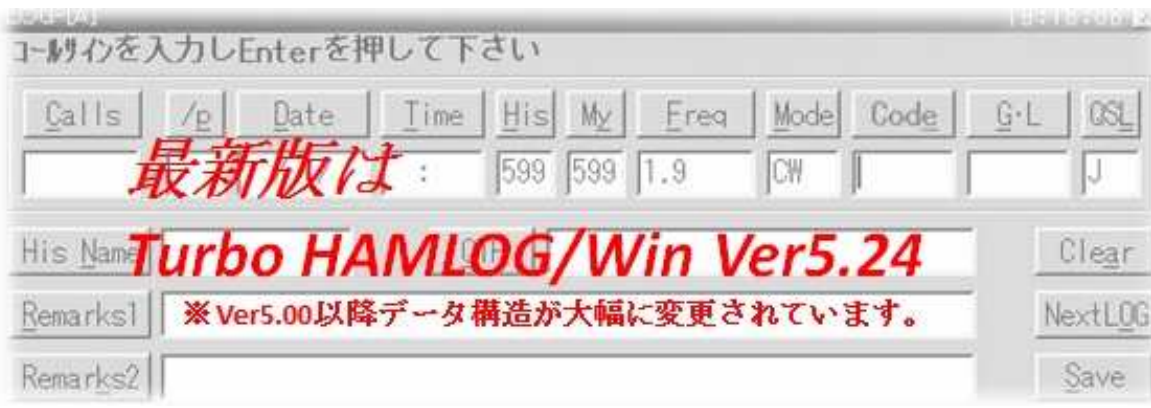 コールサインを入力しEnterを押して下さい
Calls /p Date Time His My Freq Mode Code G・L QSL
最新版は : 599 599 1.9 CW J
His Name Turbo HAMLOG/Win Ver5.24 Clear
Remarks1 ※Ver5.00以降データ構造が大幅に変更されています。 NextLOG
Remarks2 Save